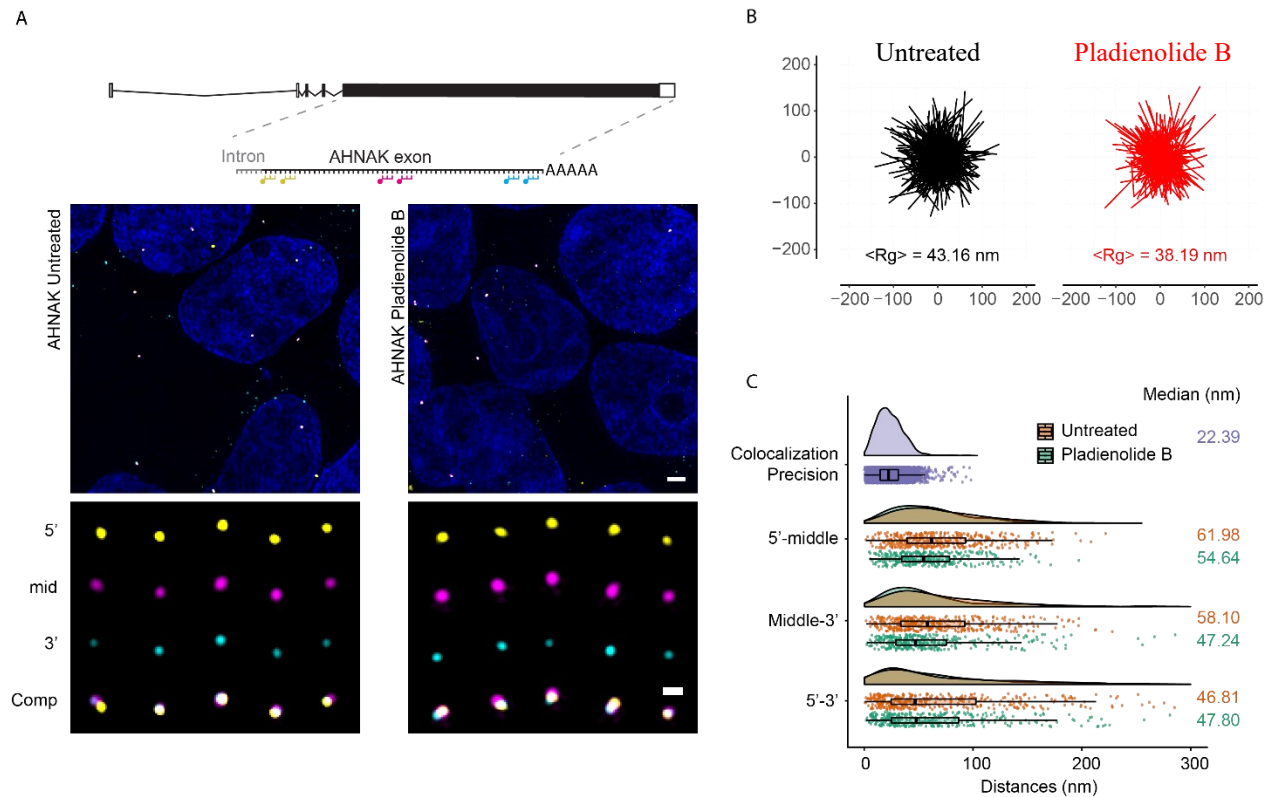 A
Intron
AHNAK exon
AAAAA
AHNAK Untreated
AHNAK Pladienolide B
5'
mid
3'
Comp
B
Untreated
Pladienolide B
200
100
0
−100
−200
<Rg> = 43.16 nm
<Rg> = 38.19 nm
−200 −100 0 100 200
−200 −100 0 100 200
C
Median (nm)
Untreated
Pladienolide B
Colocalization
Precision
22.39
5'-middle
61.98
54.64
Middle-3'
58.10
47.24
5'-3'
46.81
47.80
0 100 200 300
Distances (nm)